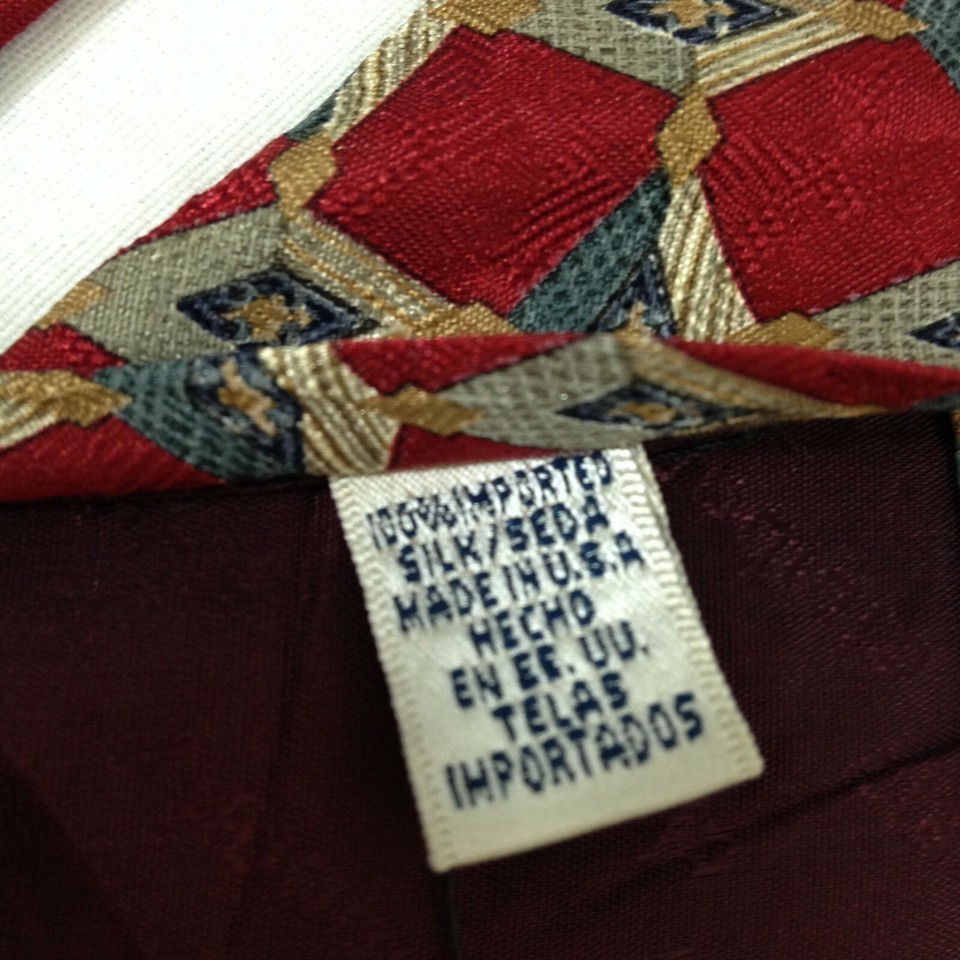 100% IMPORTED
SILK/SEDA
MADE IN U.S.A
HECHO
EN EE. UU.
TELAS
IMPORTADOS